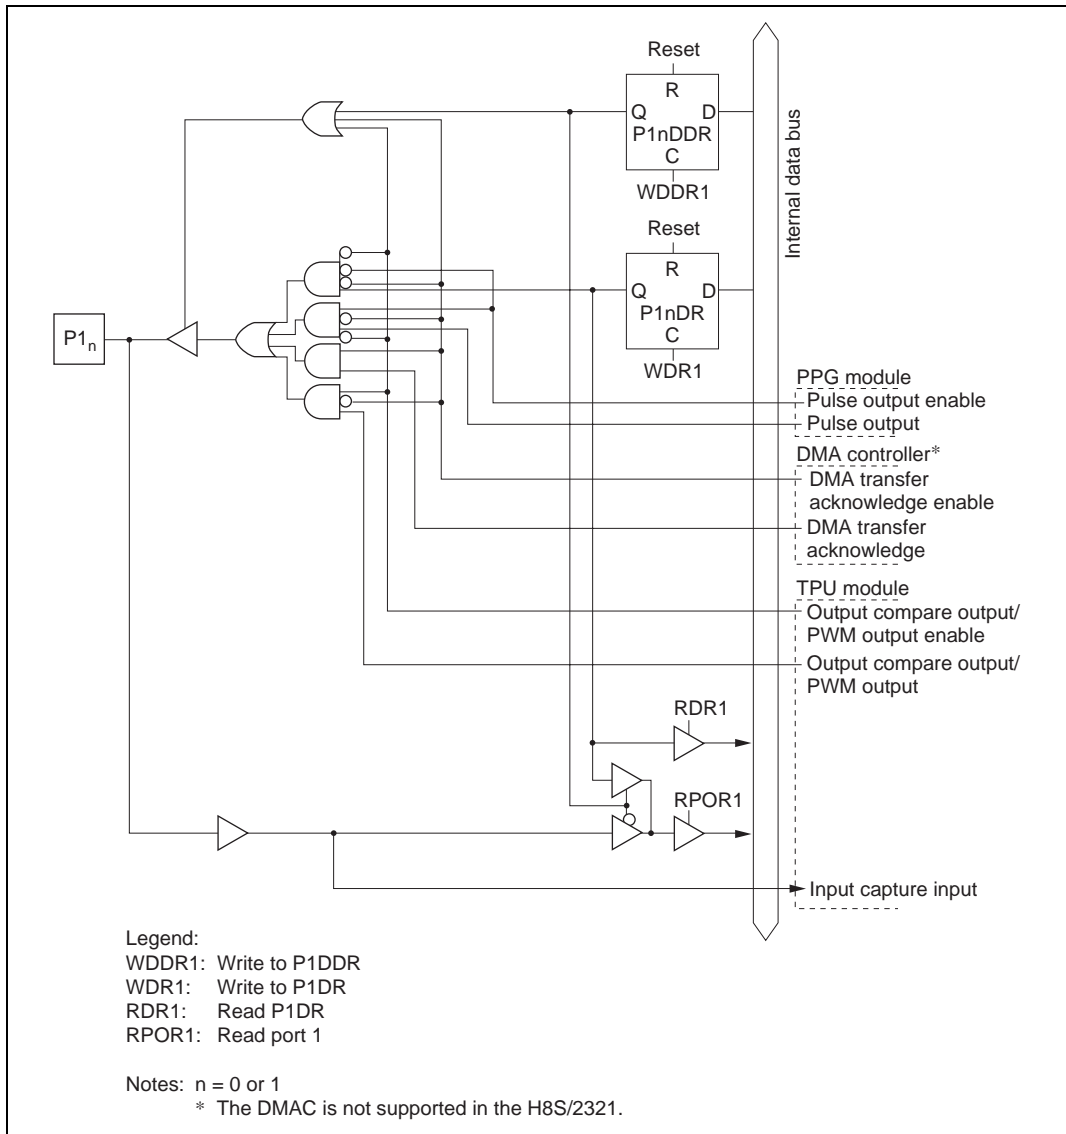 Reset
R
Q D
P1nDDR
C
WDDR1
Reset
R
Q D
P1nDR
C
WDR1
Internal data bus
P1n
PPG module
Pulse output enable
Pulse output
DMA controller*
DMA transfer
acknowledge enable
DMA transfer
acknowledge
TPU module
Output compare output/
PWM output enable
Output compare output/
PWM output
RDR1
RPOR1
Input capture input
Legend:
WDDR1: Write to P1DDR
WDR1: Write to P1DR
RDR1: Read P1DR
RPOR1: Read port 1
Notes: n = 0 or 1
* The DMAC is not supported in the H8S/2321.